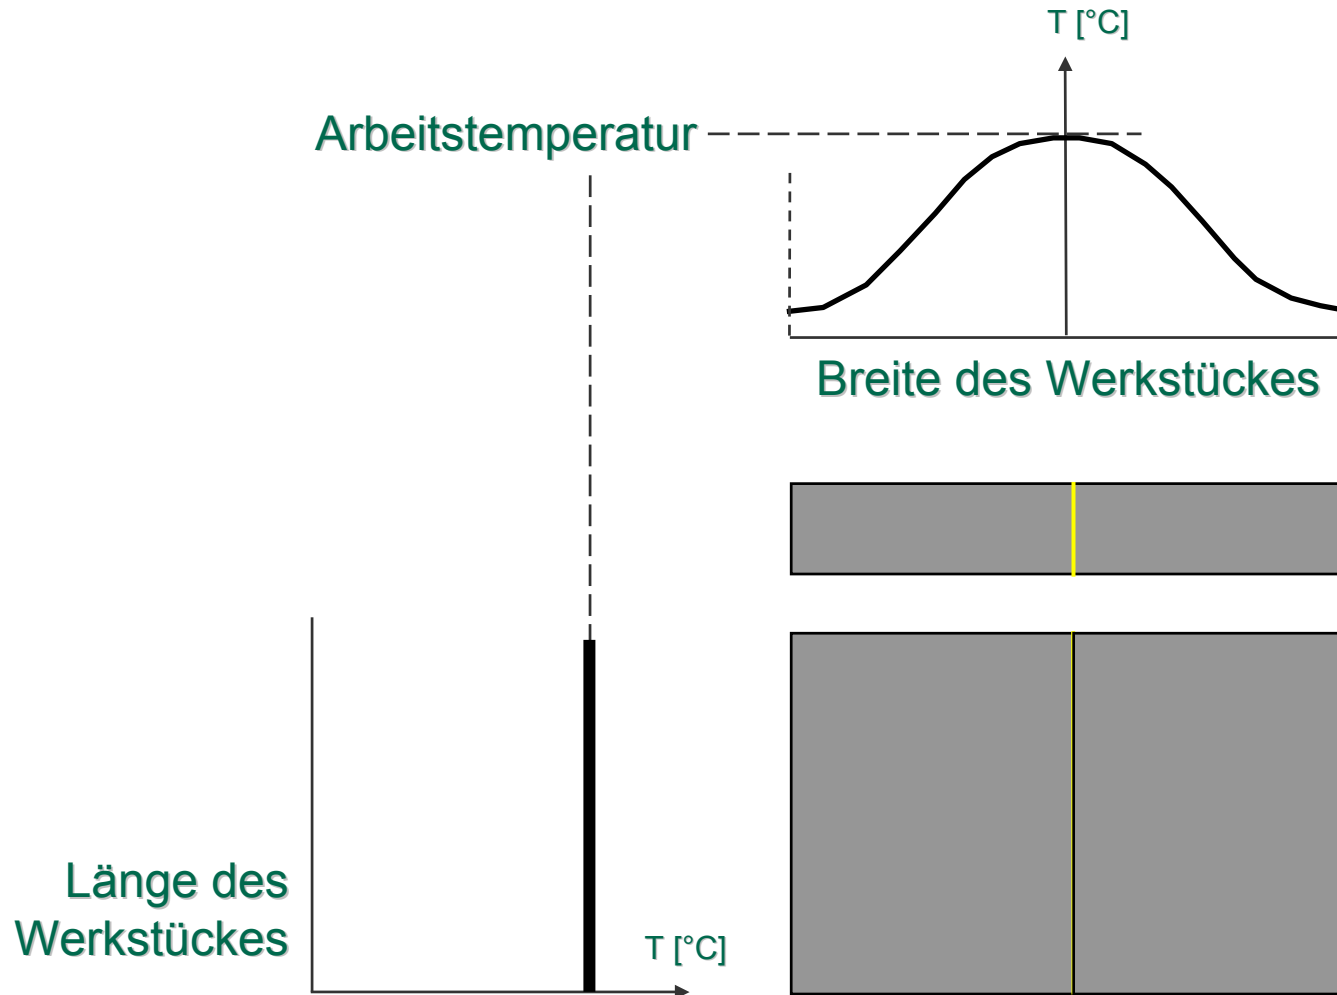 T [°C]
Arbeitstemperatur
Breite des Werkstückes
Länge des
Werkstückes
T [°C]